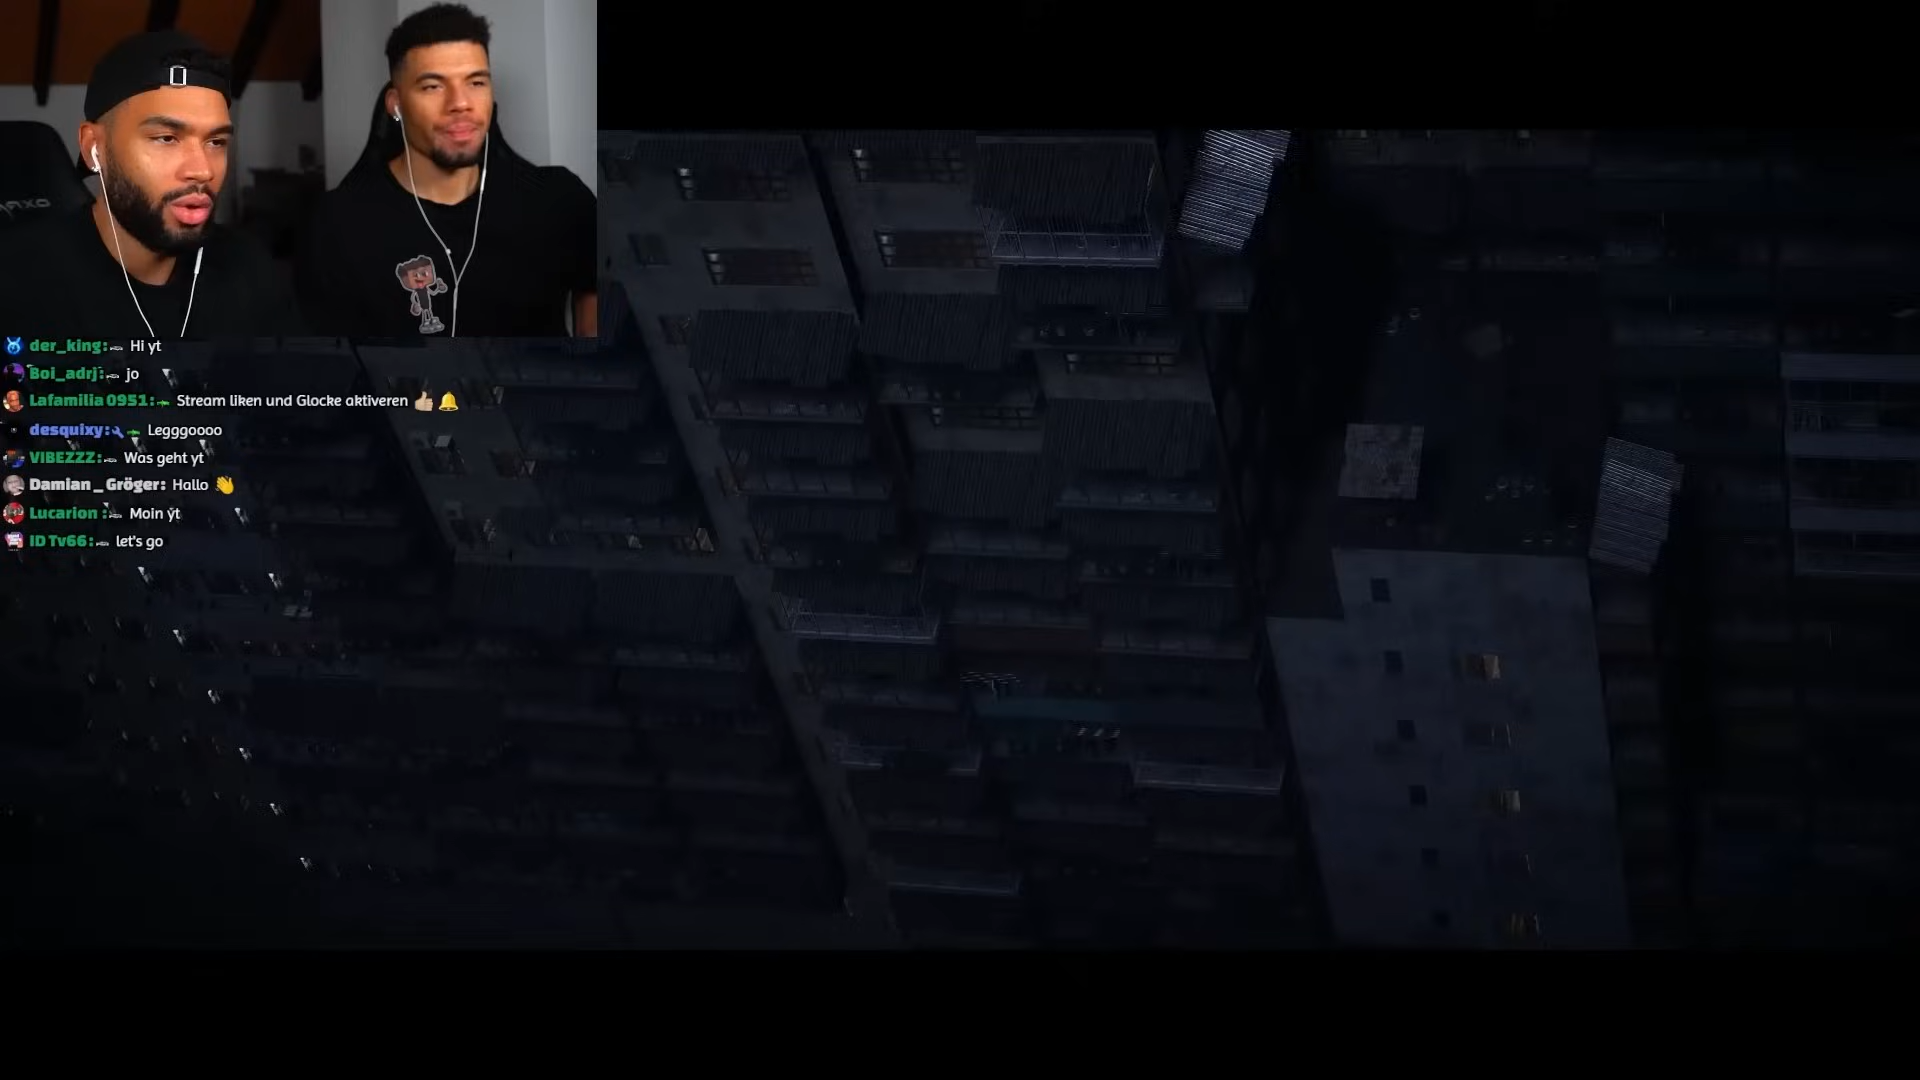 der_king: Hi yt
Boi_adrj: jo
Lafamilia 0951: Stream liken und Glocke aktiveren 👍🏼🔔
desquixy: Legggoooo
VIBEZZZ: Was geht yt
Damian_Gröger: Hallo 👋
Lucarion : Moin yt
ID Tv66: let's go